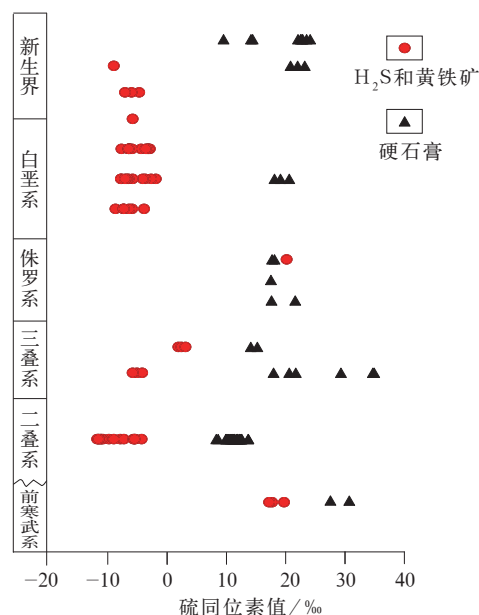 新生界
白垩系
侏罗系
三叠系
二叠系
前寒武系
H₂S和黄铁矿
硬石膏
−20 −10 0 10 20 30 40
硫同位素值/‰